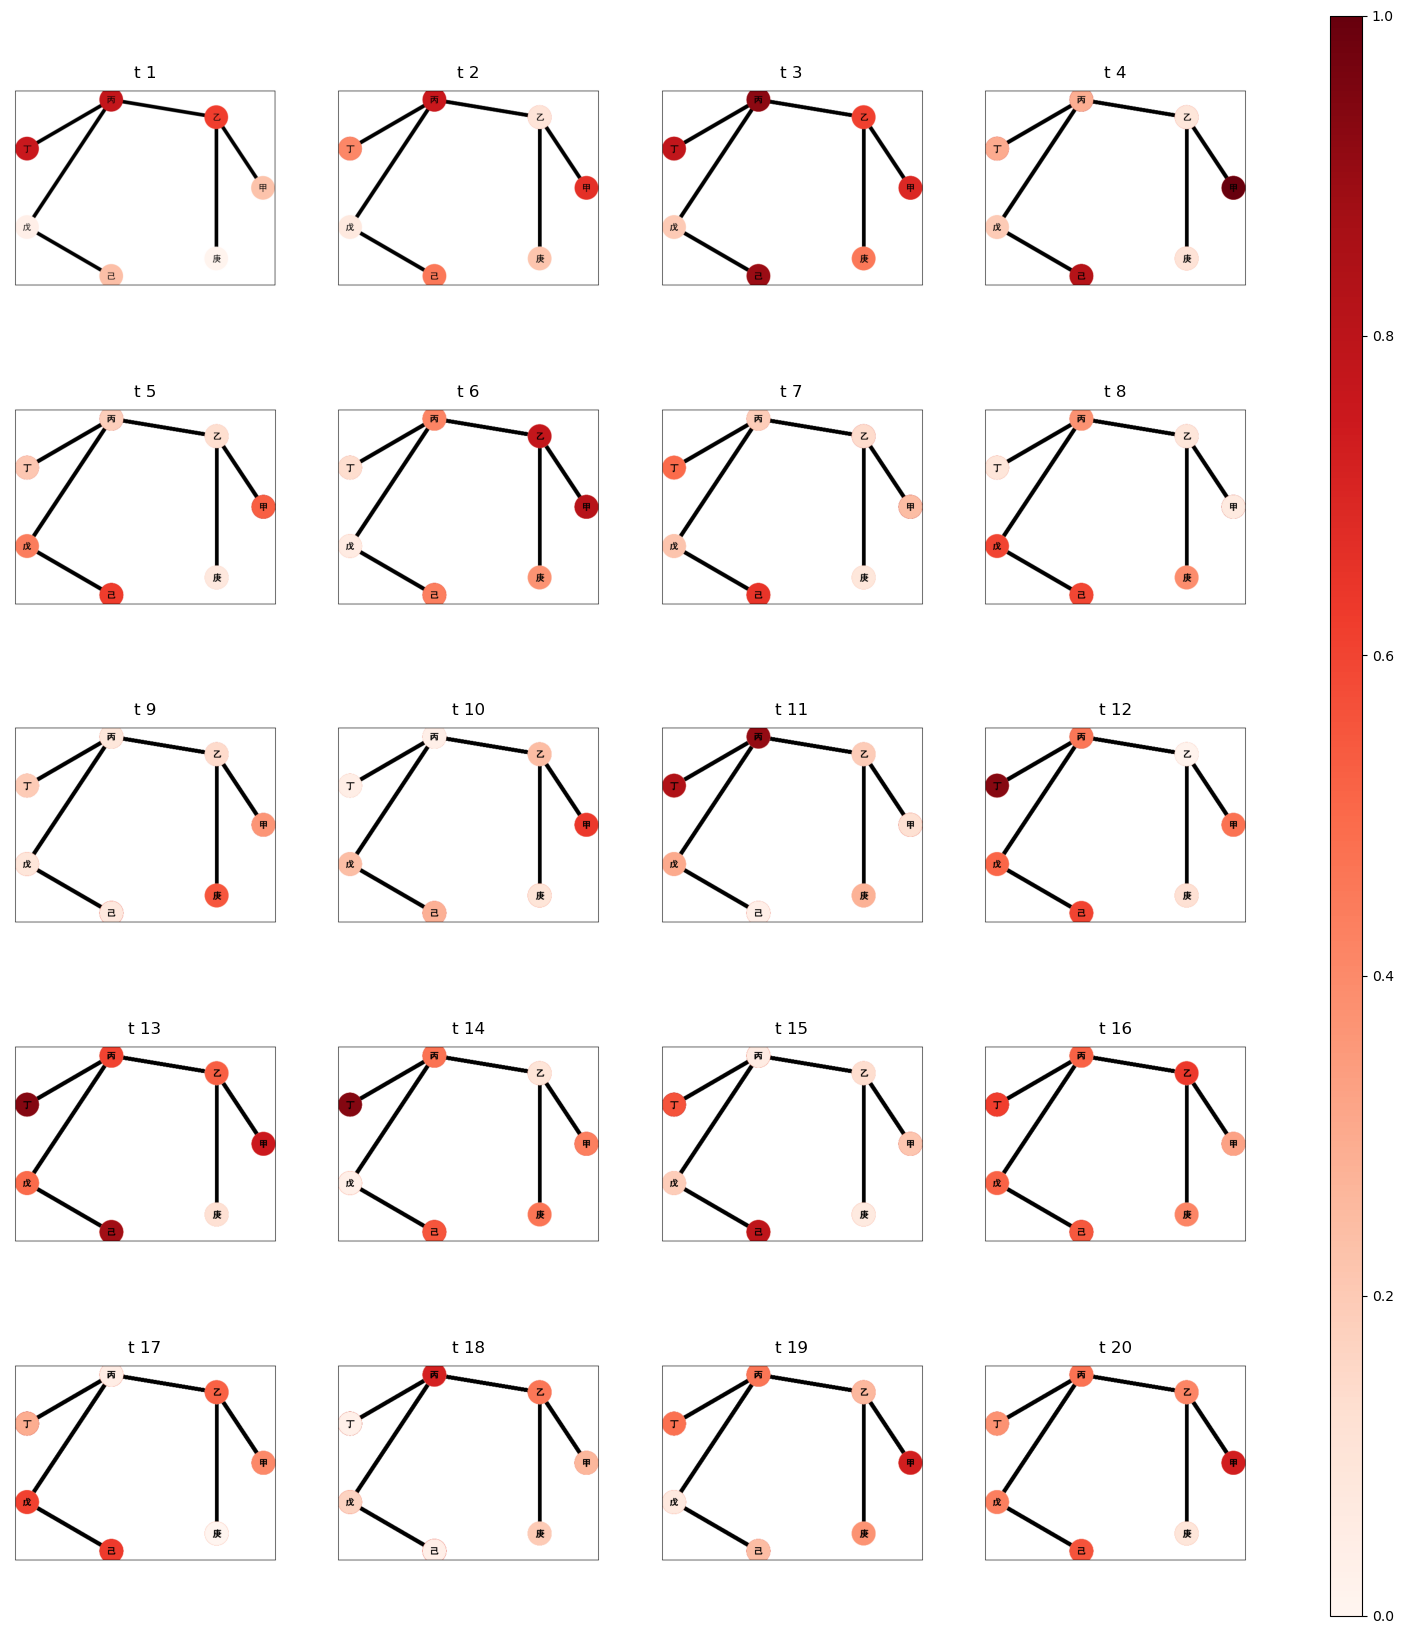 t 1
丙
乙
丁
甲
戊
庚
己
t 2
丙
乙
丁
甲
戊
庚
己
t 3
丙
乙
丁
甲
戊
庚
己
t 4
丙
乙
丁
甲
戊
庚
己
t 5
丙
乙
丁
甲
戊
庚
己
t 6
丙
乙
丁
甲
戊
庚
己
t 7
丙
乙
丁
甲
戊
庚
己
t 8
丙
乙
丁
甲
戊
庚
己
t 9
丙
乙
丁
甲
戊
庚
己
t 10
丙
乙
丁
甲
戊
庚
己
t 11
丙
乙
丁
甲
戊
庚
己
t 12
丙
乙
丁
甲
戊
庚
己
t 13
丙
乙
丁
甲
戊
庚
己
t 14
丙
乙
丁
甲
戊
庚
己
t 15
丙
乙
丁
甲
戊
庚
己
t 16
丙
乙
丁
甲
戊
庚
己
t 17
丙
乙
丁
甲
戊
庚
己
t 18
丙
乙
丁
甲
戊
庚
己
t 19
丙
乙
丁
甲
戊
庚
己
t 20
丙
乙
丁
甲
戊
庚
己
1.0
0.8
0.6
0.4
0.2
0.0